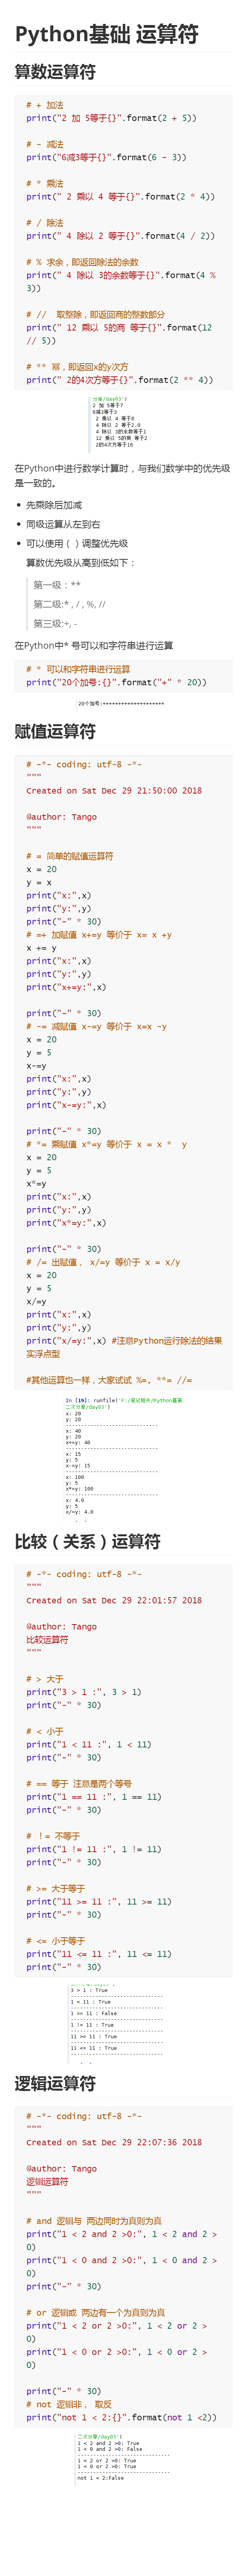 Python基础 运算符
算数运算符
# + 加法
print("2 加 5等于{}".format(2 + 5))
# - 减法
print("6减3等于{}".format(6 - 3))
# * 乘法
print(" 2 乘以 4 等于{}".format(2 * 4))
# / 除法
print(" 4 除以 2 等于{}".format(4 / 2))
# % 求余，即返回除法的余数
print(" 4 除以 3的余数等于{}".format(4 %
3))
# //  取整除，即返回商的整数部分
print(" 12 乘以 5的商 等于{}".format(12
// 5))
# ** 幂，即返回x的y次方
print(" 2的4次方等于{}".format(2 ** 4))
分享/day03')
2 加 5等于7
6减3等于3
2 乘以 4 等于8
4 除以 2 等于2.0
4 除以 3的余数等于1
12 乘以 5的商 等于2
2的4次方等于16
在Python中进行数学计算时，与我们数学中的优先级
是一致的。
先乘除后加减
同级运算从左到右
可以使用（ ）调整优先级
算数优先级从高到低如下：
第一级：**
第二级:* , / , %, //
第三级:+, -
在Python中* 号可以和字符串进行运算
# * 可以和字符串进行运算
print("20个加号:{}".format("+" * 20))
20个加号:++++++++++++++++++++
赋值运算符
# -*- coding: utf-8 -*-
"""
Created on Sat Dec 29 21:50:00 2018
@author: Tango
"""
# = 简单的赋值运算符
x = 20
y = x
print("x:",x)
print("y:",y)
print("-" * 30)
# =+ 加赋值 x+=y 等价于 x= x +y
x += y
print("x:",x)
print("y:",y)
print("x+=y:",x)
print("-" * 30)
# -= 减赋值 x-=y 等价于 x=x -y
x = 20
y = 5
x-=y
print("x:",x)
print("y:",y)
print("x-=y:",x)
print("-" * 30)
# *= 乘赋值 x*=y 等价于 x = x *  y
x = 20
y = 5
x*=y
print("x:",x)
print("y:",y)
print("x*=y:",x)
print("-" * 30)
# /= 出赋值， x/=y 等价于 x = x/y
x = 20
y = 5
x/=y
print("x:",x)
print("y:",y)
print("x/=y:",x) #注意Python运行除法的结果
实浮点型
#其他运算也一样，大家试试 %=，**= //=
In [19]: runfile('F:/笔记相关/Python基第
二次分享/day03')
x: 20
y: 20
------------------------------
x: 40
y: 20
x+=y: 40
------------------------------
x: 15
y: 5
x-=y: 15
------------------------------
x: 100
y: 5
x*=y: 100
------------------------------
x: 4.0
y: 5
x/=y: 4.0
比较（关系）运算符
# -*- coding: utf-8 -*-
"""
Created on Sat Dec 29 22:01:57 2018
@author: Tango
比较运算符
"""
# > 大于
print("3 > 1 :", 3 > 1)
print("-" * 30)
# < 小于
print("1 < 11 :", 1 < 11)
print("-" * 30)
# == 等于 注意是两个等号
print("1 == 11 :", 1 == 11)
print("-" * 30)
# ！= 不等于
print("1 != 11 :", 1 != 11)
print("-" * 30)
# >= 大于等于
print("11 >= 11 :", 11 >= 11)
print("-" * 30)
# <= 小于等于
print("11 <= 11 :", 11 <= 11)
print("-" * 30)
3 > 1 : True
------------------------------
1 < 11 : True
------------------------------
1 == 11 : False
------------------------------
1 != 11 : True
------------------------------
11 >= 11 : True
------------------------------
11 <= 11 : True
------------------------------
逻辑运算符
# -*- coding: utf-8 -*-
"""
Created on Sat Dec 29 22:07:36 2018
@author: Tango
逻辑运算符
"""
# and 逻辑与 两边同时为真则为真
print("1 < 2 and 2 >0:", 1 < 2 and 2 >
0)
print("1 < 0 and 2 >0:", 1 < 0 and 2 >
0)
print("-" * 30)
# or 逻辑或 两边有一个为真则为真
print("1 < 2 or 2 >0:", 1 < 2 or 2 >
0)
print("1 < 0 or 2 >0:", 1 < 0 or 2 >
0)
print("-" * 30)
# not 逻辑非， 取反
print("not 1 < 2:{}".format(not 1 <2))
二次分享/day03')
1 < 2 and 2 >0: True
1 < 0 and 2 >0: False
------------------------------
1 < 2 or 2 >0: True
1 < 0 or 2 >0: True
------------------------------
not 1 < 2:False